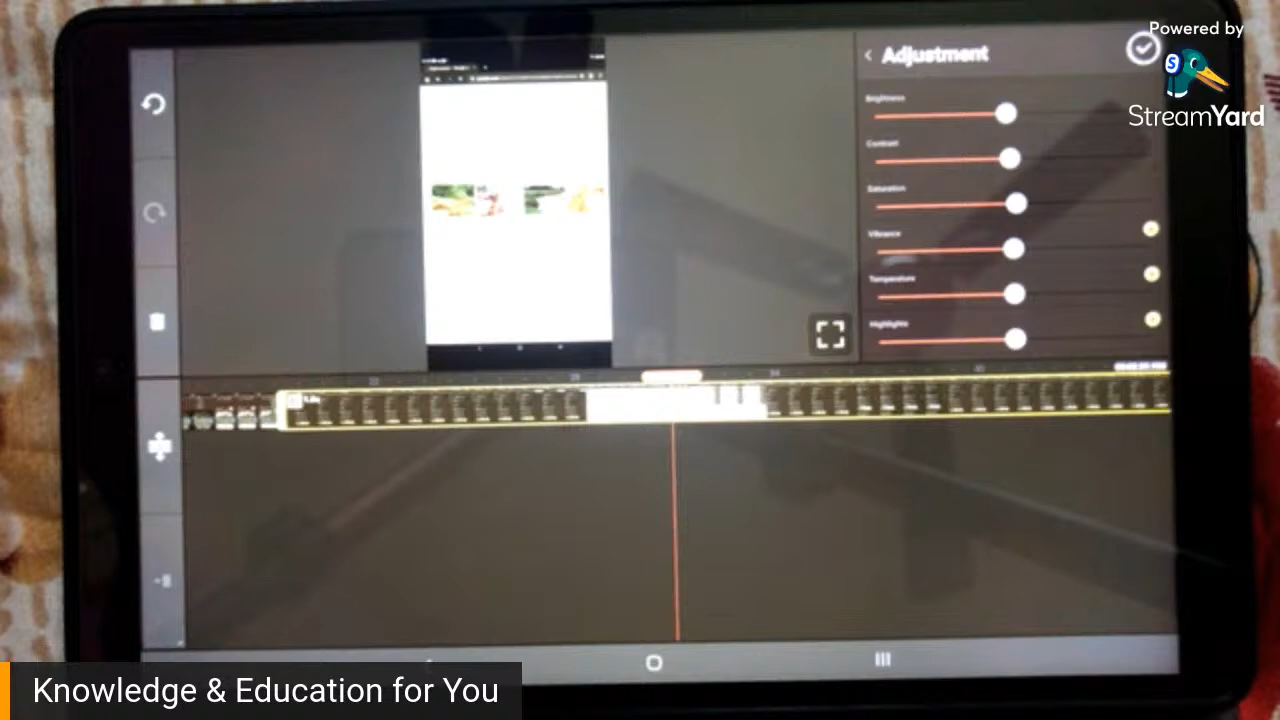 Powered by
StreamYard
Adjustment
Brightness
Contrast
Saturation
Vibrance
Temperature
Highlights
Knowledge & Education for You